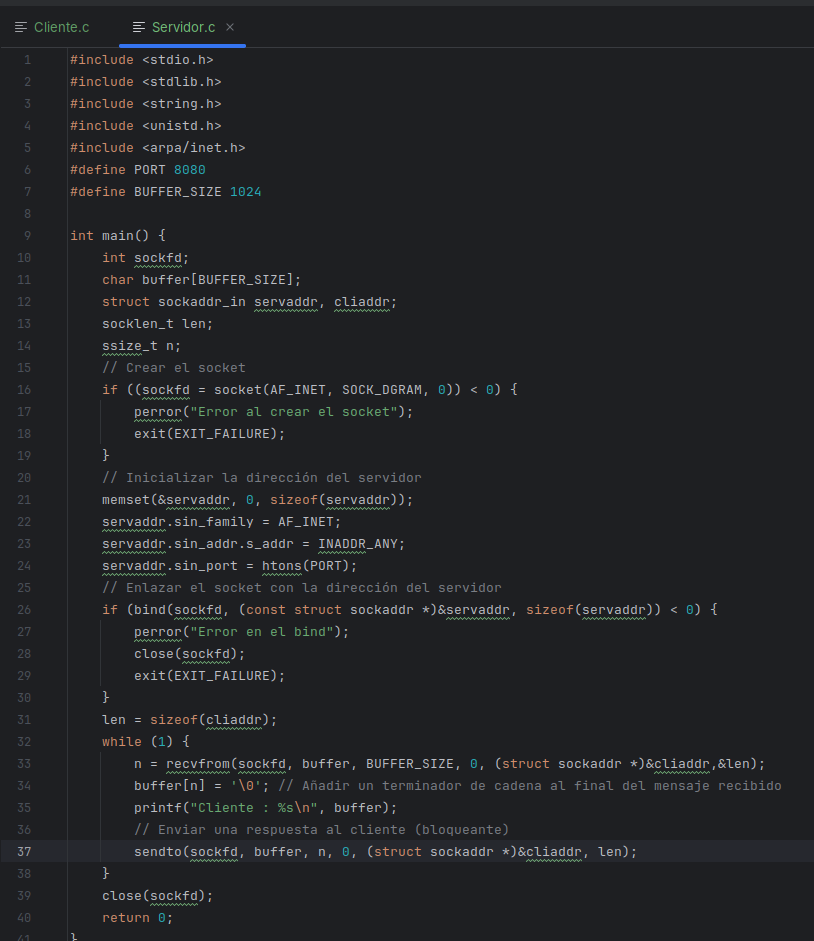 Cliente.c Servidor.c ×
1 #include <stdio.h>
2 #include <stdlib.h>
3 #include <string.h>
4 #include <unistd.h>
5 #include <arpa/inet.h>
6 #define PORT 8080
7 #define BUFFER_SIZE 1024
8
9 int main() {
10     int sockfd;
11     char buffer[BUFFER_SIZE];
12     struct sockaddr_in servaddr, cliaddr;
13     socklen_t len;
14     ssize_t n;
15     // Crear el socket
16     if ((sockfd = socket(AF_INET, SOCK_DGRAM, 0)) < 0) {
17         perror("Error al crear el socket");
18         exit(EXIT_FAILURE);
19     }
20     // Inicializar la dirección del servidor
21     memset(&servaddr, 0, sizeof(servaddr));
22     servaddr.sin_family = AF_INET;
23     servaddr.sin_addr.s_addr = INADDR_ANY;
24     servaddr.sin_port = htons(PORT);
25     // Enlazar el socket con la dirección del servidor
26     if (bind(sockfd, (const struct sockaddr *)&servaddr, sizeof(servaddr)) < 0) {
27         perror("Error en el bind");
28         close(sockfd);
29         exit(EXIT_FAILURE);
30     }
31     len = sizeof(cliaddr);
32     while (1) {
33         n = recvfrom(sockfd, buffer, BUFFER_SIZE, 0, (struct sockaddr *)&cliaddr,&len);
34         buffer[n] = '\0'; // Añadir un terminador de cadena al final del mensaje recibido
35         printf("Cliente : %s\n", buffer);
36         // Enviar una respuesta al cliente (bloqueante)
37         sendto(sockfd, buffer, n, 0, (struct sockaddr *)&cliaddr, len);
38     }
39     close(sockfd);
40     return 0;
41 }